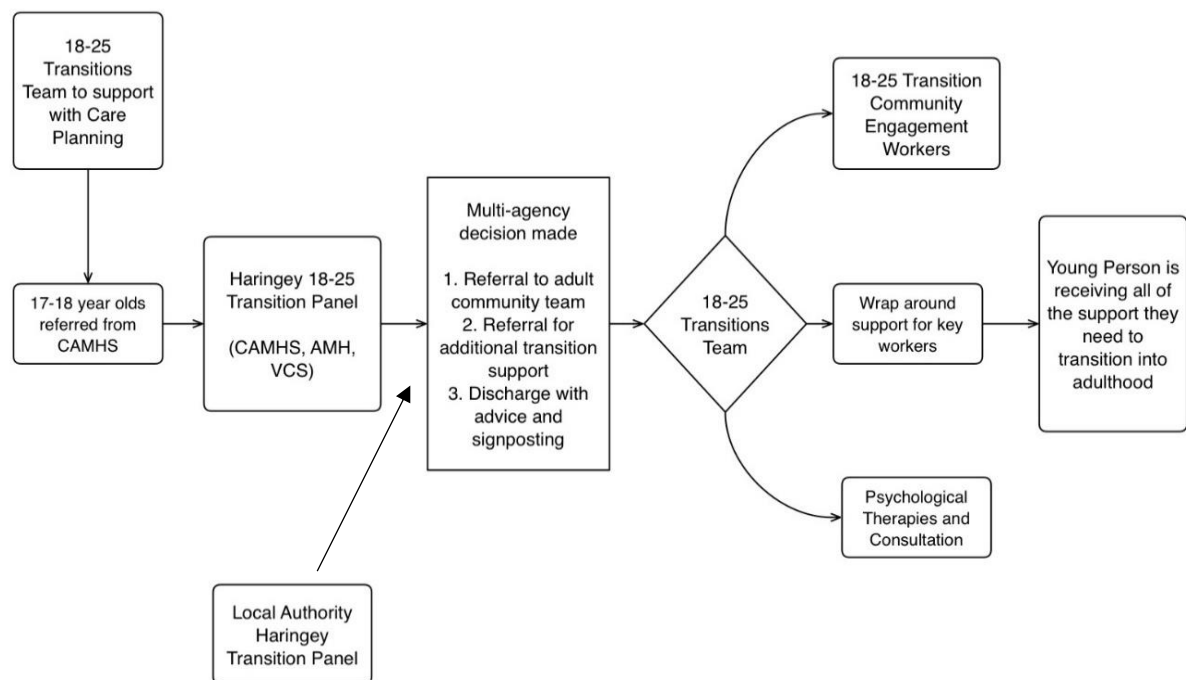 18-25
Transitions
Team to support
with Care
Planning
17-18 year olds
referred from
CAMHS
Haringey 18-25
Transition Panel
(CAMHS, AMH,
VCS)
Local Authority
Haringey
Transition Panel
Multi-agency
decision made
1. Referral to adult
community team
2. Referral for
additional transition
support
3. Discharge with
advice and
signposting
18-25
Transitions
Team
18-25 Transition
Community
Engagement
Workers
Wrap around
support for key
workers
Psychological
Therapies and
Consultation
Young Person is
receiving all of
the support they
need to
transition into
adulthood